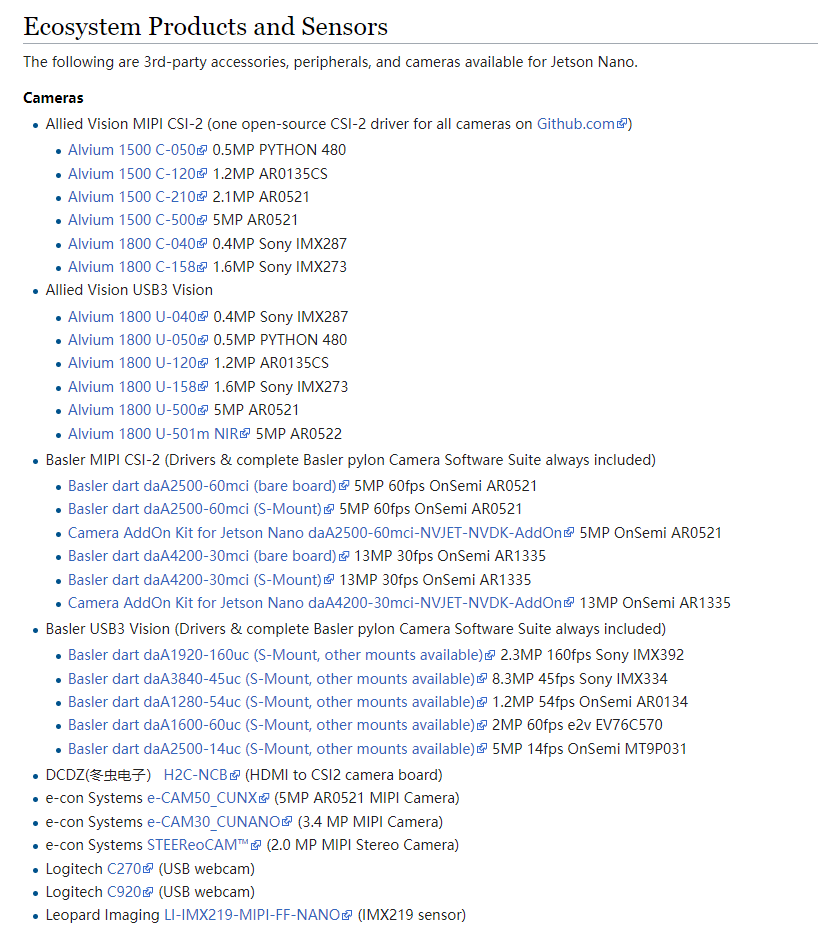 Ecosystem Products and Sensors
The following are 3rd-party accessories, peripherals, and cameras available for Jetson Nano.
Cameras
Allied Vision MIPI CSI-2 (one open-source CSI-2 driver for all cameras on Github.com)
Alvium 1500 C-050 0.5MP PYTHON 480
Alvium 1500 C-120 1.2MP AR0135CS
Alvium 1500 C-210 2.1MP AR0521
Alvium 1500 C-500 5MP AR0521
Alvium 1800 C-040 0.4MP Sony IMX287
Alvium 1800 C-158 1.6MP Sony IMX273
Allied Vision USB3 Vision
Alvium 1800 U-040 0.4MP Sony IMX287
Alvium 1800 U-050 0.5MP PYTHON 480
Alvium 1800 U-120 1.2MP AR0135CS
Alvium 1800 U-158 1.6MP Sony IMX273
Alvium 1800 U-500 5MP AR0521
Alvium 1800 U-501m NIR 5MP AR0522
Basler MIPI CSI-2 (Drivers & complete Basler pylon Camera Software Suite always included)
Basler dart daA2500-60mci (bare board) 5MP 60fps OnSemi AR0521
Basler dart daA2500-60mci (S-Mount) 5MP 60fps OnSemi AR0521
Camera AddOn Kit for Jetson Nano daA2500-60mci-NVJET-NVDK-AddOn 5MP OnSemi AR0521
Basler dart daA4200-30mci (bare board) 13MP 30fps OnSemi AR1335
Basler dart daA4200-30mci (S-Mount) 13MP 30fps OnSemi AR1335
Camera AddOn Kit for Jetson Nano daA4200-30mci-NVJET-NVDK-AddOn 13MP OnSemi AR1335
Basler USB3 Vision (Drivers & complete Basler pylon Camera Software Suite always included)
Basler dart daA1920-160uc (S-Mount, other mounts available) 2.3MP 160fps Sony IMX392
Basler dart daA3840-45uc (S-Mount, other mounts available) 8.3MP 45fps Sony IMX334
Basler dart daA1280-54uc (S-Mount, other mounts available) 1.2MP 54fps OnSemi AR0134
Basler dart daA1600-60uc (S-Mount, other mounts available) 2MP 60fps e2v EV76C570
Basler dart daA2500-14uc (S-Mount, other mounts available) 5MP 14fps OnSemi MT9P031
DCDZ(冬虫电子） H2C-NCB (HDMI to CSI2 camera board)
e-con Systems e-CAM50_CUNX (5MP AR0521 MIPI Camera)
e-con Systems e-CAM30_CUNANO (3.4 MP MIPI Camera)
e-con Systems STEEReoCAM™ (2.0 MP MIPI Stereo Camera)
Logitech C270 (USB webcam)
Logitech C920 (USB webcam)
Leopard Imaging LI-IMX219-MIPI-FF-NANO (IMX219 sensor)